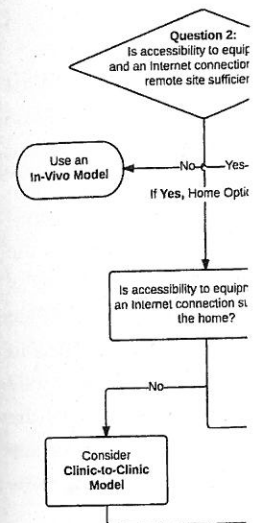 Question 2:
Is accessibility to equip
and an Internet connection
remote site sufficien
Use an
In-Vivo Model
No
Yes
If Yes, Home Optio
Is accessibility to equipm
an Internet connection su
the home?
No
Consider
Clinic-to-Clinic
Model